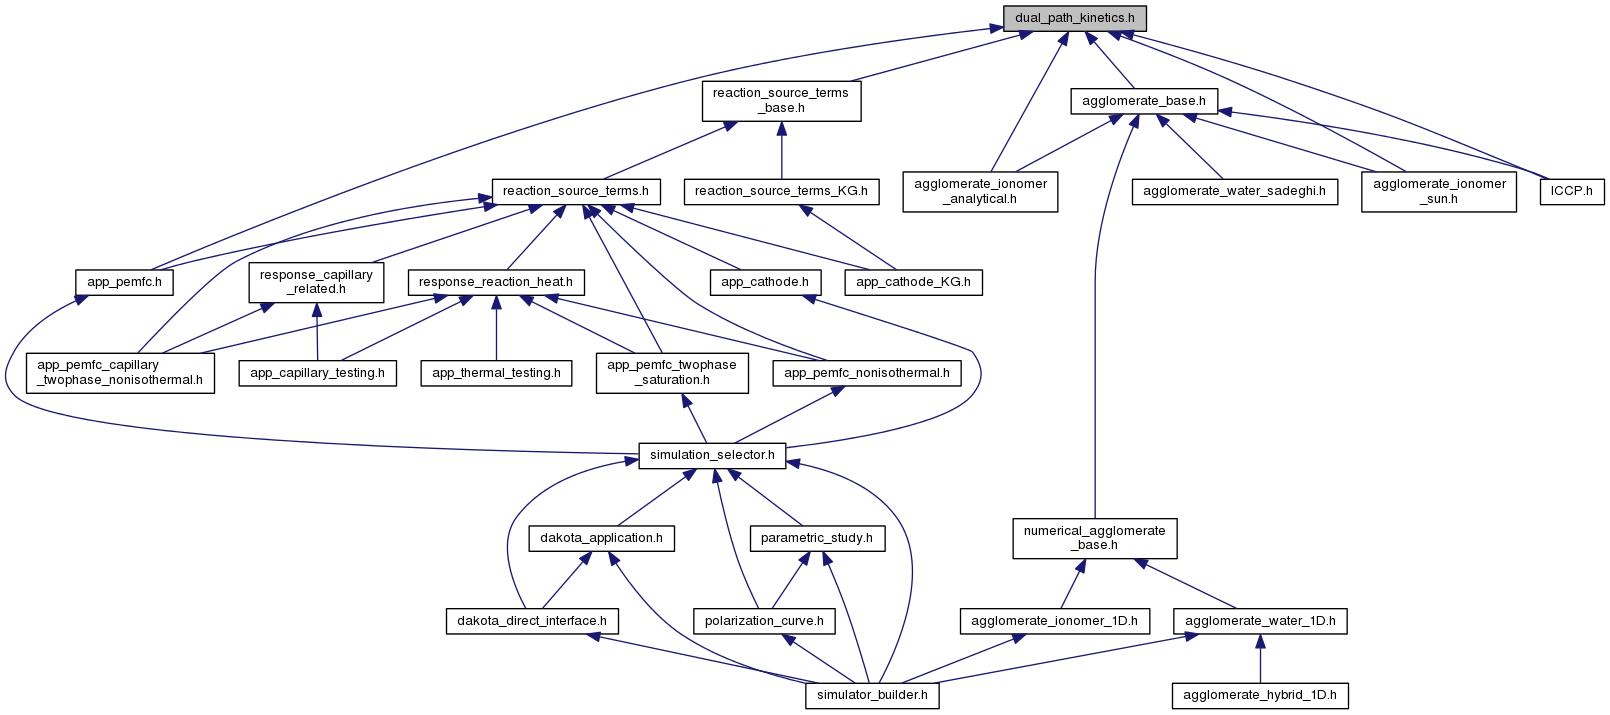 dual_path_kinetics.h
reaction_source_terms
_base.h
agglomerate_base.h
reaction_source_terms.h
reaction_source_terms_KG.h
agglomerate_ionomer
_analytical.h
agglomerate_water_sadeghi.h
agglomerate_ionomer
_sun.h
ICCP.h
app_pemfc.h
response_capillary
_related.h
response_reaction_heat.h
app_cathode.h
app_cathode_KG.h
app_pemfc_capillary
_twophase_nonisothermal.h
app_capillary_testing.h
app_thermal_testing.h
app_pemfc_twophase
_saturation.h
app_pemfc_nonisothermal.h
simulation_selector.h
dakota_application.h
parametric_study.h
numerical_agglomerate
_base.h
dakota_direct_interface.h
polarization_curve.h
agglomerate_ionomer_1D.h
agglomerate_water_1D.h
simulator_builder.h
agglomerate_hybrid_1D.h